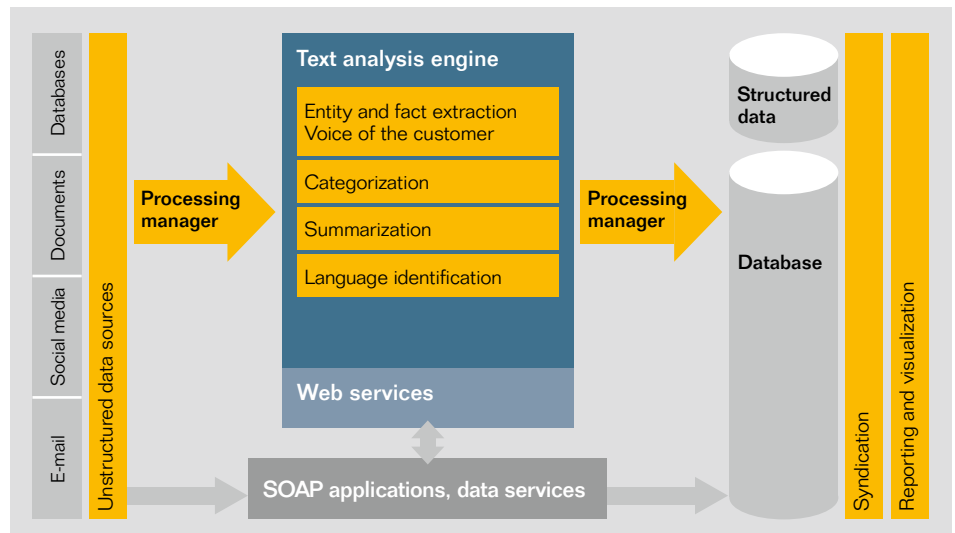 Databases
Documents
Social media
E-mail
Unstructured data sources
Processing
manager
Text analysis engine
Entity and fact extraction
Voice of the customer
Categorization
Summarization
Language identification
Web services
SOAP applications, data services
Processing
manager
Structured
data
Database
Syndication
Reporting and visualization